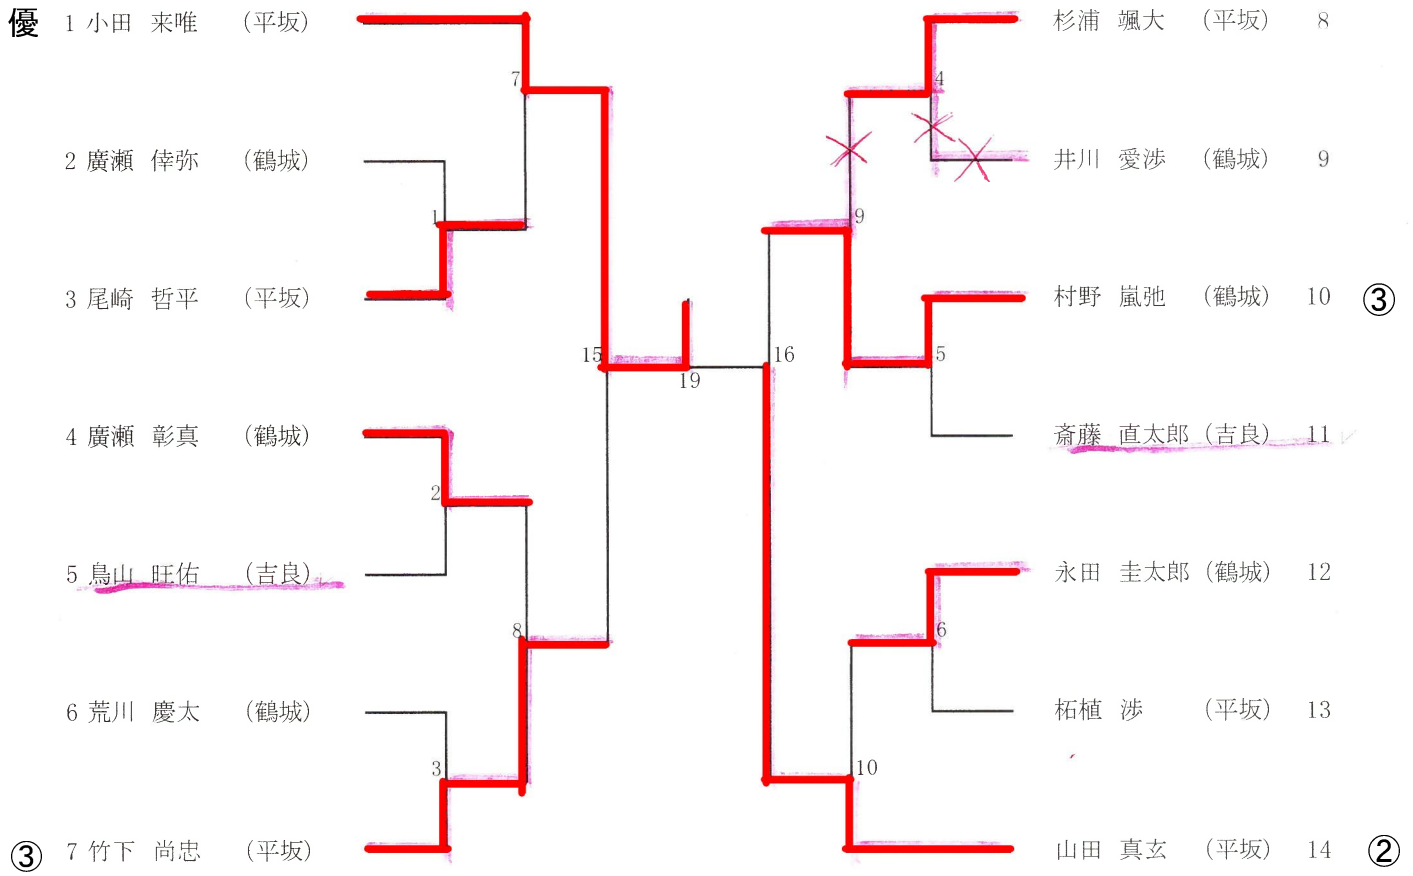 優 1 小田 来唯 (平坂)
2 廣瀬 倖弥 (鶴城)
3 尾崎 哲平 (平坂)
4 廣瀬 彰真 (鶴城)
5 鳥山 旺佑 (吉良)
6 荒川 慶太 (鶴城)
③ 7 竹下 尚忠 (平坂)
7
1
15
2
8
3
19
16
4
9
5
6
10
杉浦 颯大 (平坂) 8
井川 愛渉 (鶴城) 9
村野 嵐弛 (鶴城) 10 ③
斎藤 直太郎 (吉良) 11
永田 圭太郎 (鶴城) 12
柘植 渉 (平坂) 13
山田 真玄 (平坂) 14 ②